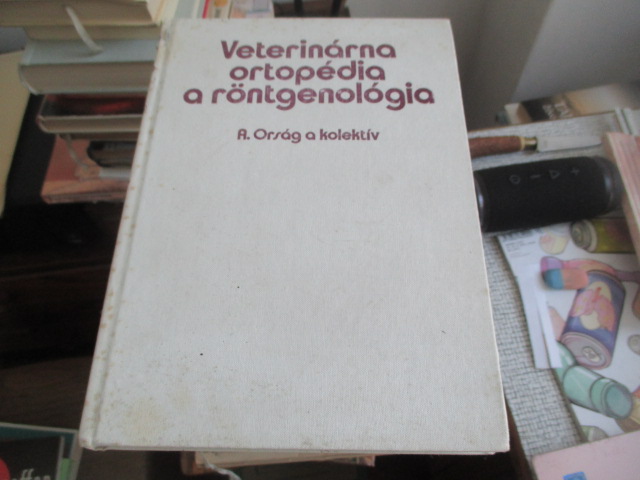 Veterinárna
ortopédia
a röntgenológia
A. Orság a kolektív